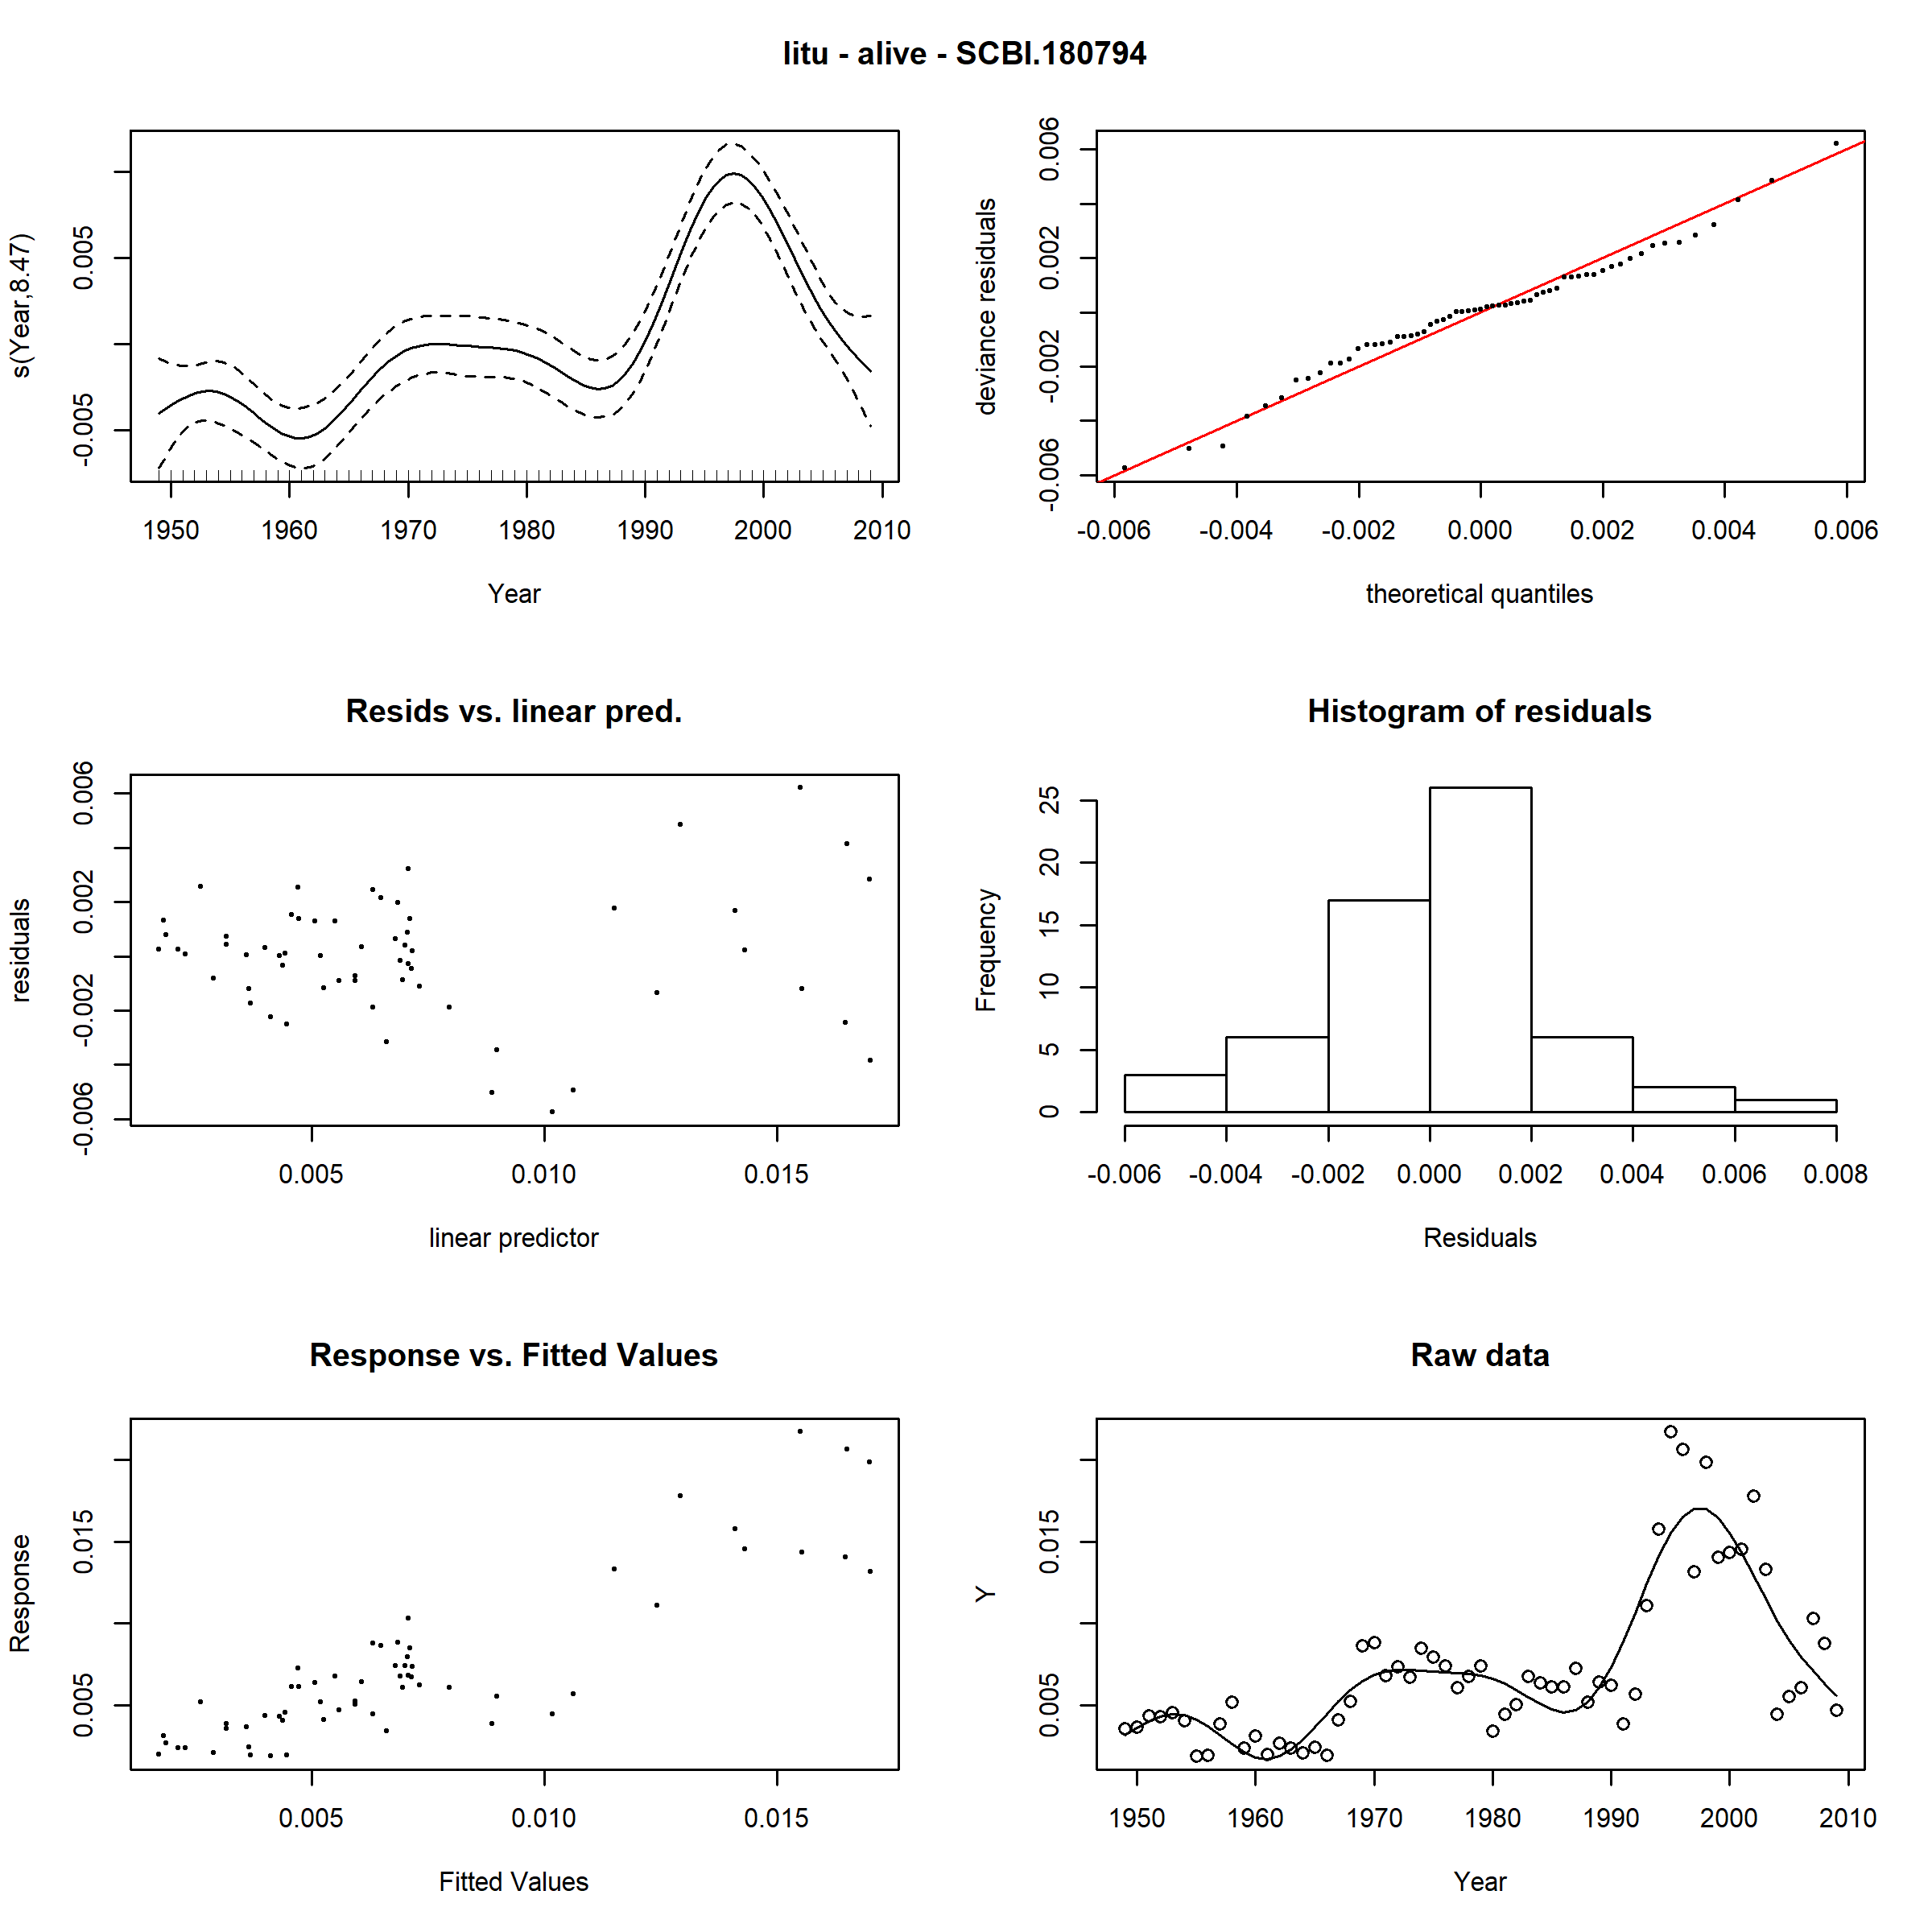 litu - alive - SCBI.180794
s(Year,8.47)
-0.005
0.005
1950 1960 1970 1980 1990 2000 2010
Year
deviance residuals
-0.006 -0.002 0.002 0.006
-0.006 -0.004 -0.002 0.000 0.002 0.004 0.006
theoretical quantiles
Resids vs. linear pred.
residuals
-0.006 -0.002 0.002 0.006
0.005 0.010 0.015
linear predictor
Histogram of residuals
Frequency
0 5 10 15 20 25
-0.006 -0.004 -0.002 0.000 0.002 0.004 0.006 0.008
Residuals
Response vs. Fitted Values
Response
0.005 0.015
0.005 0.010 0.015
Fitted Values
Raw data
Y
0.005 0.015
1950 1960 1970 1980 1990 2000 2010
Year